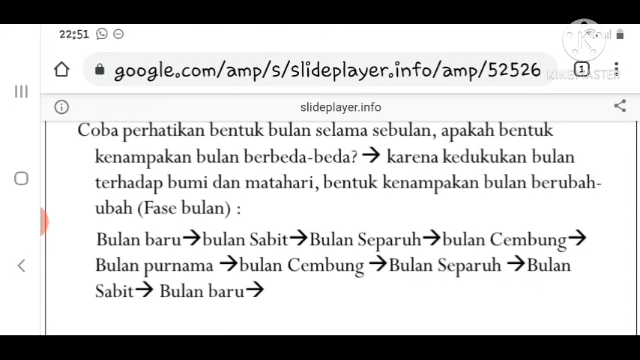 22:51
KINEMASTER
google.com/amp/s/slideplayer.info/amp/52526
1
slideplayer.info
Coba perhatikan bentuk bulan selama sebulan, apakah bentuk
kenampakan bulan berbeda-beda? → karena kedukukan bulan
terhadap bumi dan matahari, bentuk kenampakan bulan berubah-
ubah (Fase bulan) :
Bulan baru→bulan Sabit→Bulan Separuh→bulan Cembung→
Bulan purnama →bulan Cembung →Bulan Separuh →Bulan
Sabit→ Bulan baru→